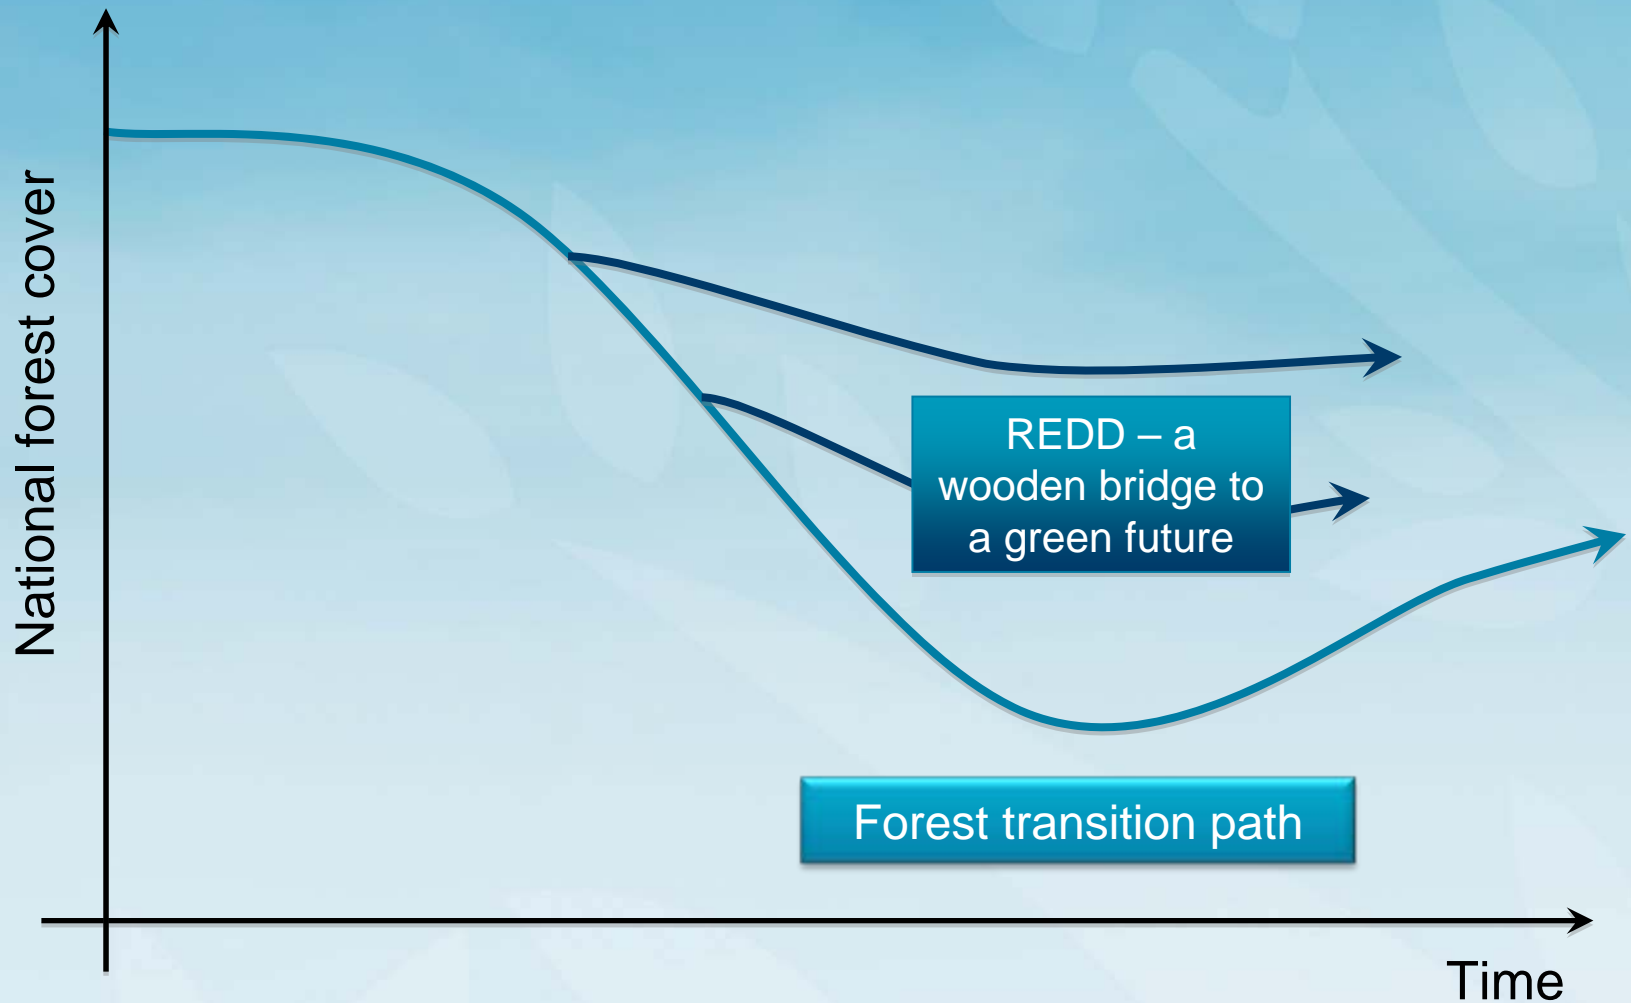 National forest cover
REDD – a
wooden bridge to
a green future
Forest transition path
Time